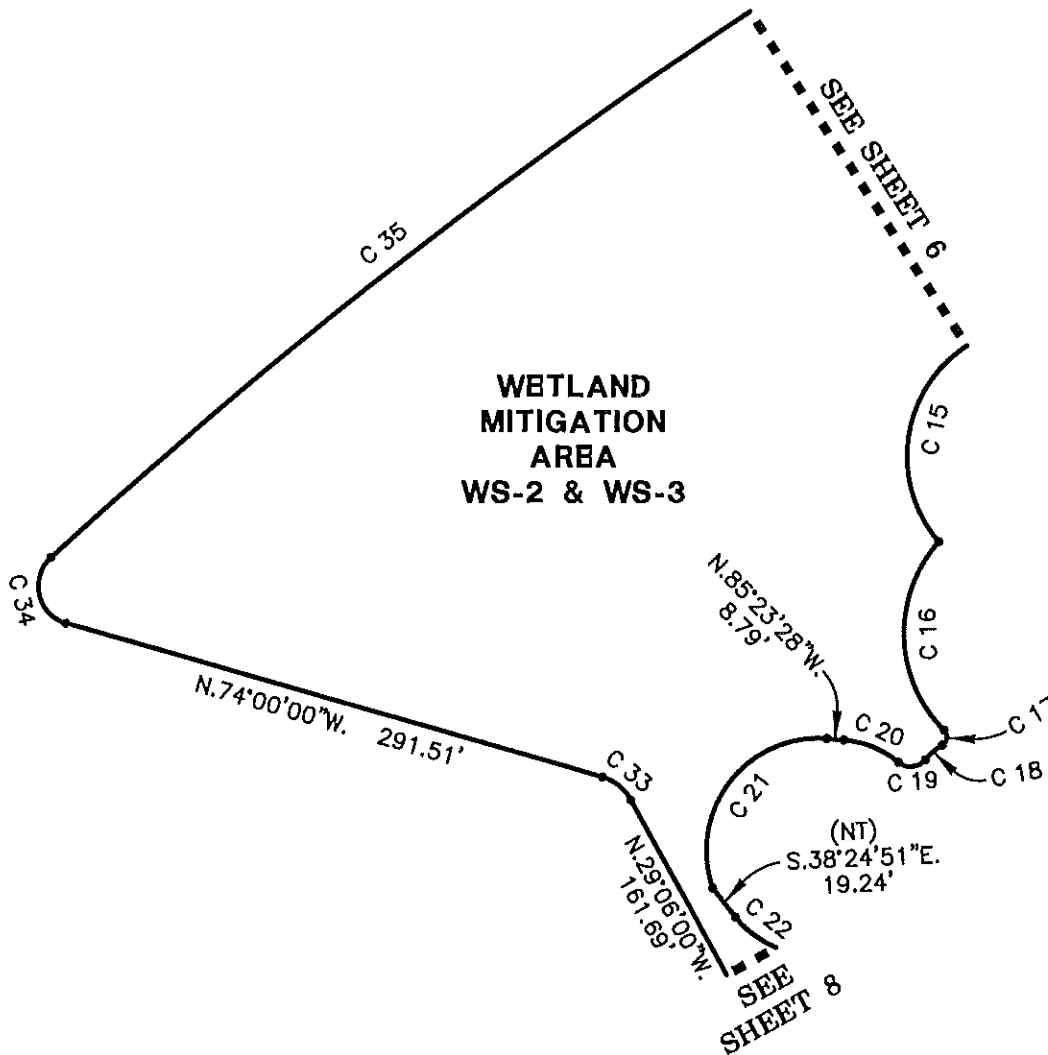 SEE SHEET 6
C 35
WETLAND
MITIGATION
AREA
WS-2 & WS-3
C 15
C 34
N.85°23'28"W.
8.79'
C 16
N.74°00'00"W. 291.51'
C 33
C 20
C 17
C 19
C 18
C 21
(NT)
S.38°24'51"E.
19.24'
N.29°06'00"W.
161.69'
C 22
SEE
SHEET 8